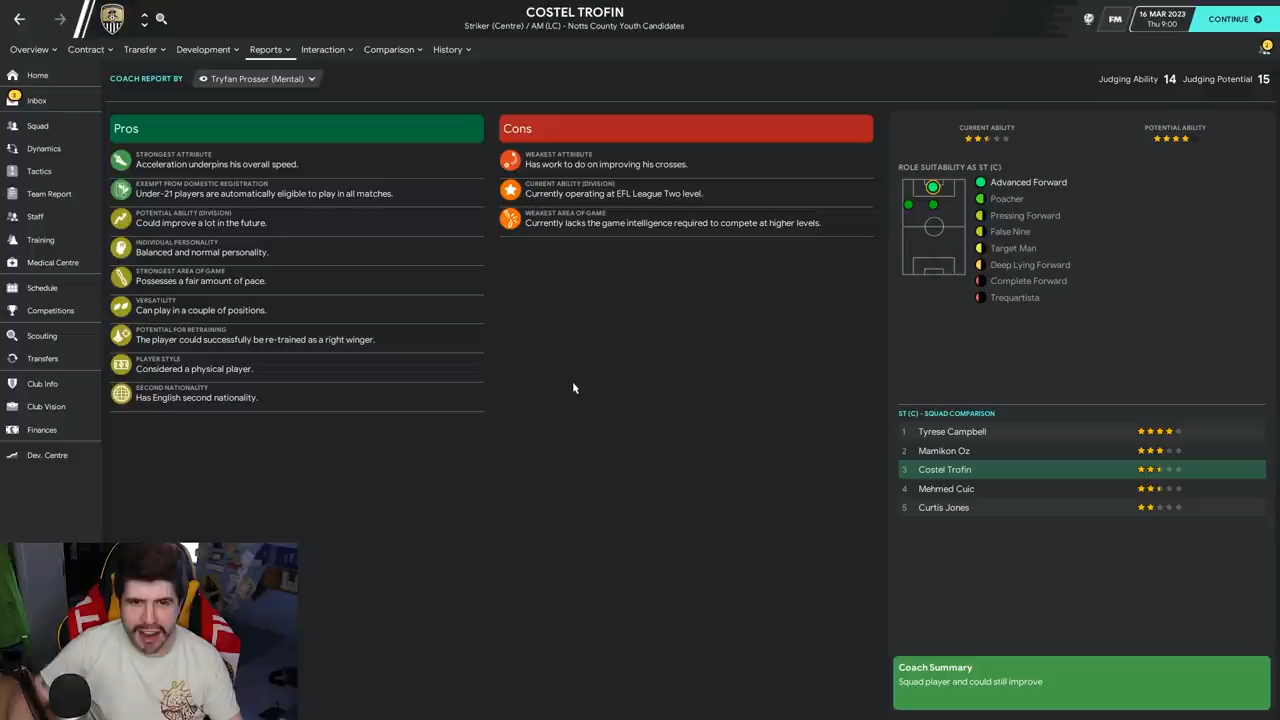 COSTEL TROFIN
Striker (Centre) / AM (LC) - Notts County Youth Candidates
FM
16 MAR 2023
Thu 9:00
CONTINUE
Overview
Contract
Transfer
Development
Reports
Interaction
Comparison
History
2
COACH REPORT BY
Tryfan Prosser (Mental)
Judging Ability 14
Judging Potential 15
Home
3
Inbox
Squad
Dynamics
Tactics
Team Report
Staff
Training
Medical Centre
Schedule
Competitions
Scouting
Transfers
Club Info
Club Vision
Finances
Dev. Centre
Pros
STRONGEST ATTRIBUTE
Acceleration underpins his overall speed.
EXEMPT FROM DOMESTIC REGISTRATION
Under-21 players are automatically eligible to play in all matches.
POTENTIAL ABILITY (DIVISION)
Could improve a lot in the future.
INDIVIDUAL PERSONALITY
Balanced and normal personality.
STRONGEST AREA OF GAME
Possesses a fair amount of pace.
VERSATILITY
Can play in a couple of positions.
POTENTIAL FOR RETRAINING
The player could successfully be re-trained as a right winger.
PLAYER STYLE
Considered a physical player.
SECOND NATIONALITY
Has English second nationality.
Cons
WEAKEST ATTRIBUTE
Has work to do on improving his crosses.
CURRENT ABILITY (DIVISION)
Currently operating at EFL League Two level.
WEAKEST AREA OF GAME
Currently lacks the game intelligence required to compete at higher levels.
CURRENT ABILITY
POTENTIAL ABILITY
ROLE SUITABILITY AS ST (C)
Advanced Forward
Poacher
Pressing Forward
False Nine
Target Man
Deep Lying Forward
Complete Forward
Trequartista
ST (C) - SQUAD COMPARISON
1 Tyrese Campbell
2 Mamikon Oz
3 Costel Trofin
4 Mehmed Cuic
5 Curtis Jones
Coach Summary
Squad player and could still improve